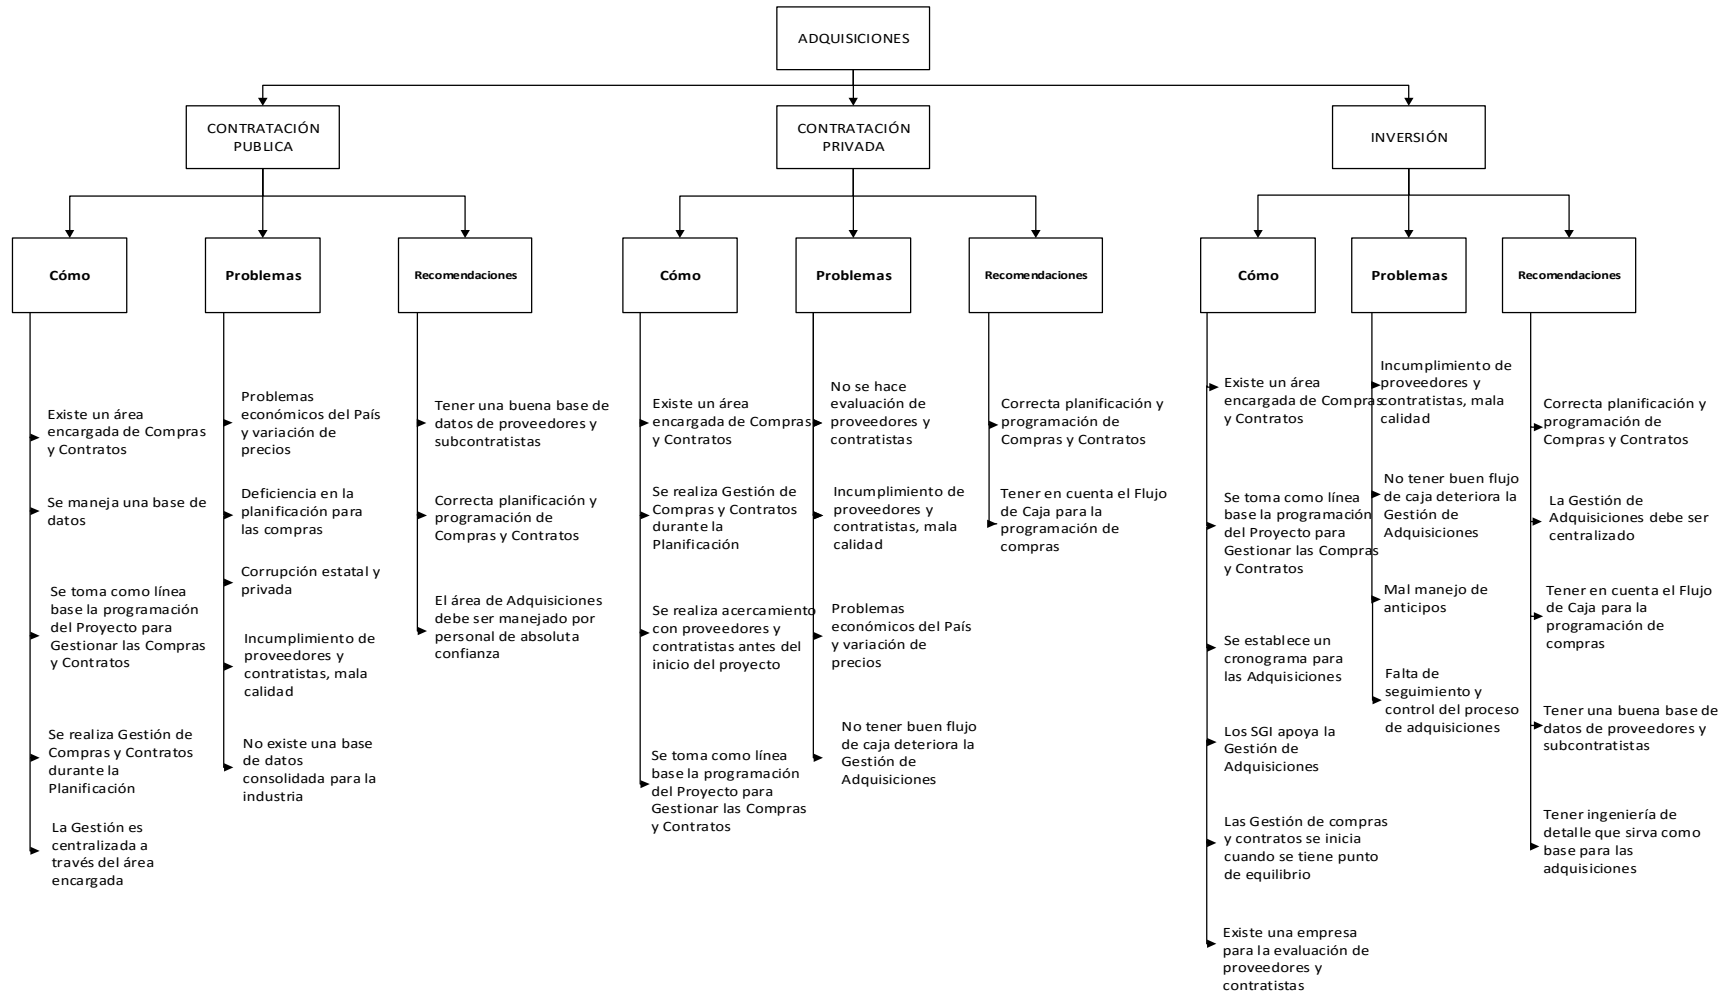 ADQUISICIONES
CONTRATACIÓN
PUBLICA
CONTRATACIÓN
PRIVADA
INVERSIÓN
Cómo
Problemas
Recomendaciones
Cómo
Problemas
Recomendaciones
Cómo
Problemas
Recomendaciones
Existe un área
encargada de Compras
y Contratos
Se maneja una base de
datos
Se toma como línea
base la programación
del Proyecto para
Gestionar las Compras
y Contratos
Se realiza Gestión de
Compras y Contratos
durante la
Planificación
La Gestión es
centralizada a
través del área
encargada
Problemas
económicos del País
y variación de
precios
Deficiencia en la
planificación para
las compras
Corrupción estatal y
privada
Incumplimiento de
proveedores y
contratistas, mala
calidad
No existe una base
de datos
consolidada para la
industria
Tener una buena base de
datos de proveedores y
subcontratistas
Correcta planificación y
programación de
Compras y Contratos
El área de Adquisiciones
debe ser manejado por
personal de absoluta
confianza
Existe un área
encargada de Compras
y Contratos
Se realiza Gestión de
Compras y Contratos
durante la
Planificación
Se realiza acercamiento
con proveedores y
contratistas antes del
inicio del proyecto
Se toma como línea
base la programación
del Proyecto para
Gestionar las Compras
y Contratos
No se hace
evaluación de
proveedores y
contratistas
Incumplimiento de
proveedores y
contratistas, mala
calidad
Problemas
económicos del País
y variación de
precios
No tener buen flujo
de caja deteriora la
Gestión de
Adquisiciones
Correcta planificación y
programación de
Compras y Contratos
Tener en cuenta el Flujo
de Caja para la
programación de
compras
Existe un área
encargada de Compras
y Contratos
Se toma como línea
base la programación
del Proyecto para
Gestionar las Compras
y Contratos
Se establece un
cronograma para
las Adquisiciones
Los SGI apoya la
Gestión de
Adquisiciones
Las Gestión de compras
y contratos se inicia
cuando se tiene punto
de equilibrio
Existe una empresa
para la evaluación de
proveedores y
contratistas
Incumplimiento de
proveedores y
contratistas, mala
calidad
No tener buen flujo
de caja deteriora la
Gestión de
Adquisiciones
Mal manejo de
anticipos
Falta de
seguimiento y
control del proceso
de adquisiciones
Correcta planificación y
programación de
Compras y Contratos
La Gestión de
Adquisiciones debe ser
centralizado
Tener en cuenta el Flujo
de Caja para la
programación de
compras
Tener una buena base de
datos de proveedores y
subcontratistas
Tener ingeniería de
detalle que sirva como
base para las
adquisiciones